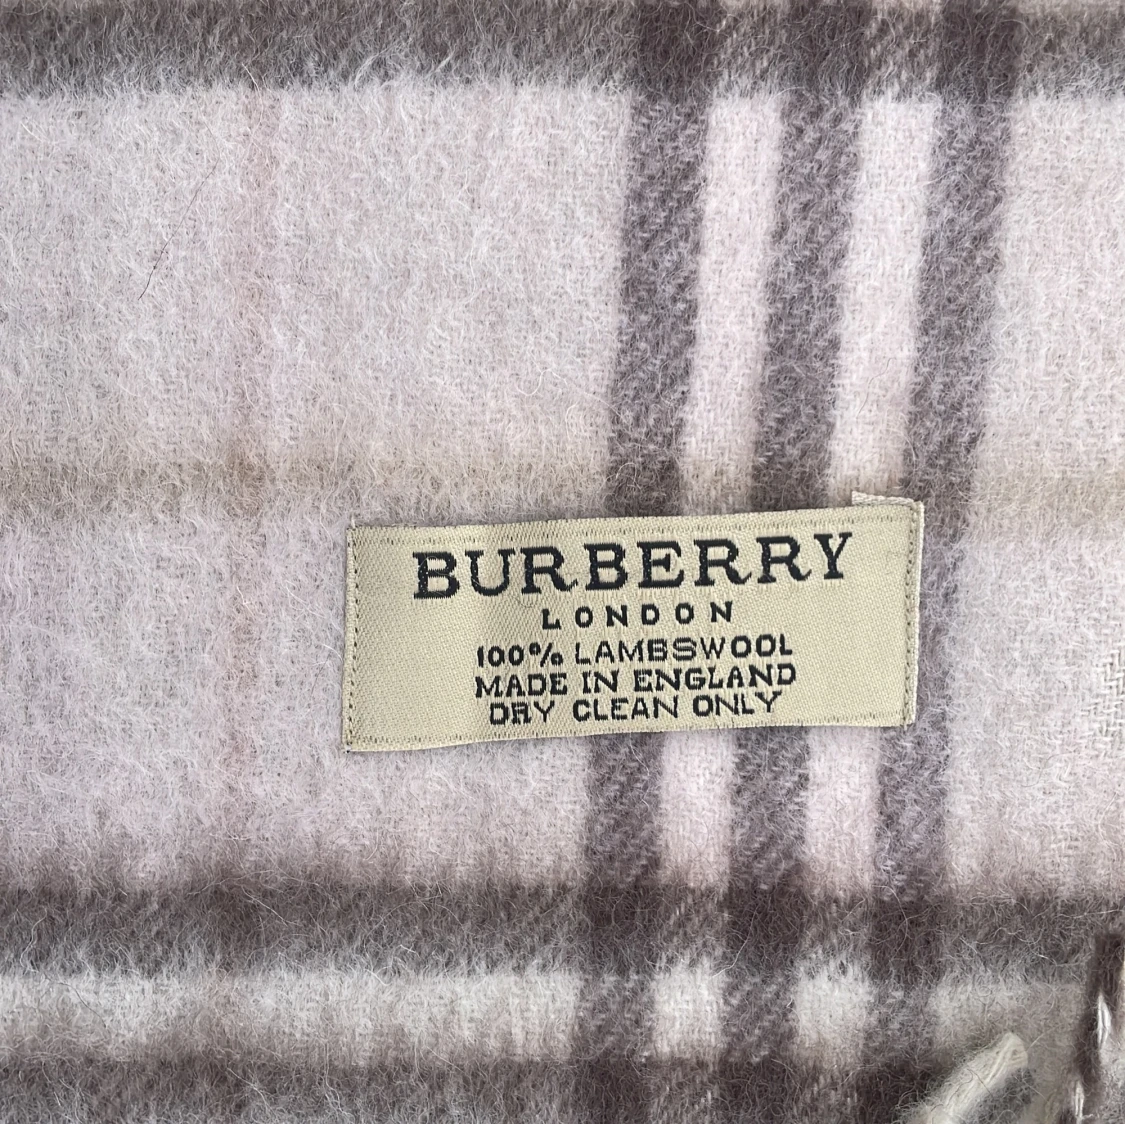 BURBERRY
LONDON
100% LAMBSWOOL
MADE IN ENGLAND
DRY CLEAN ONLY